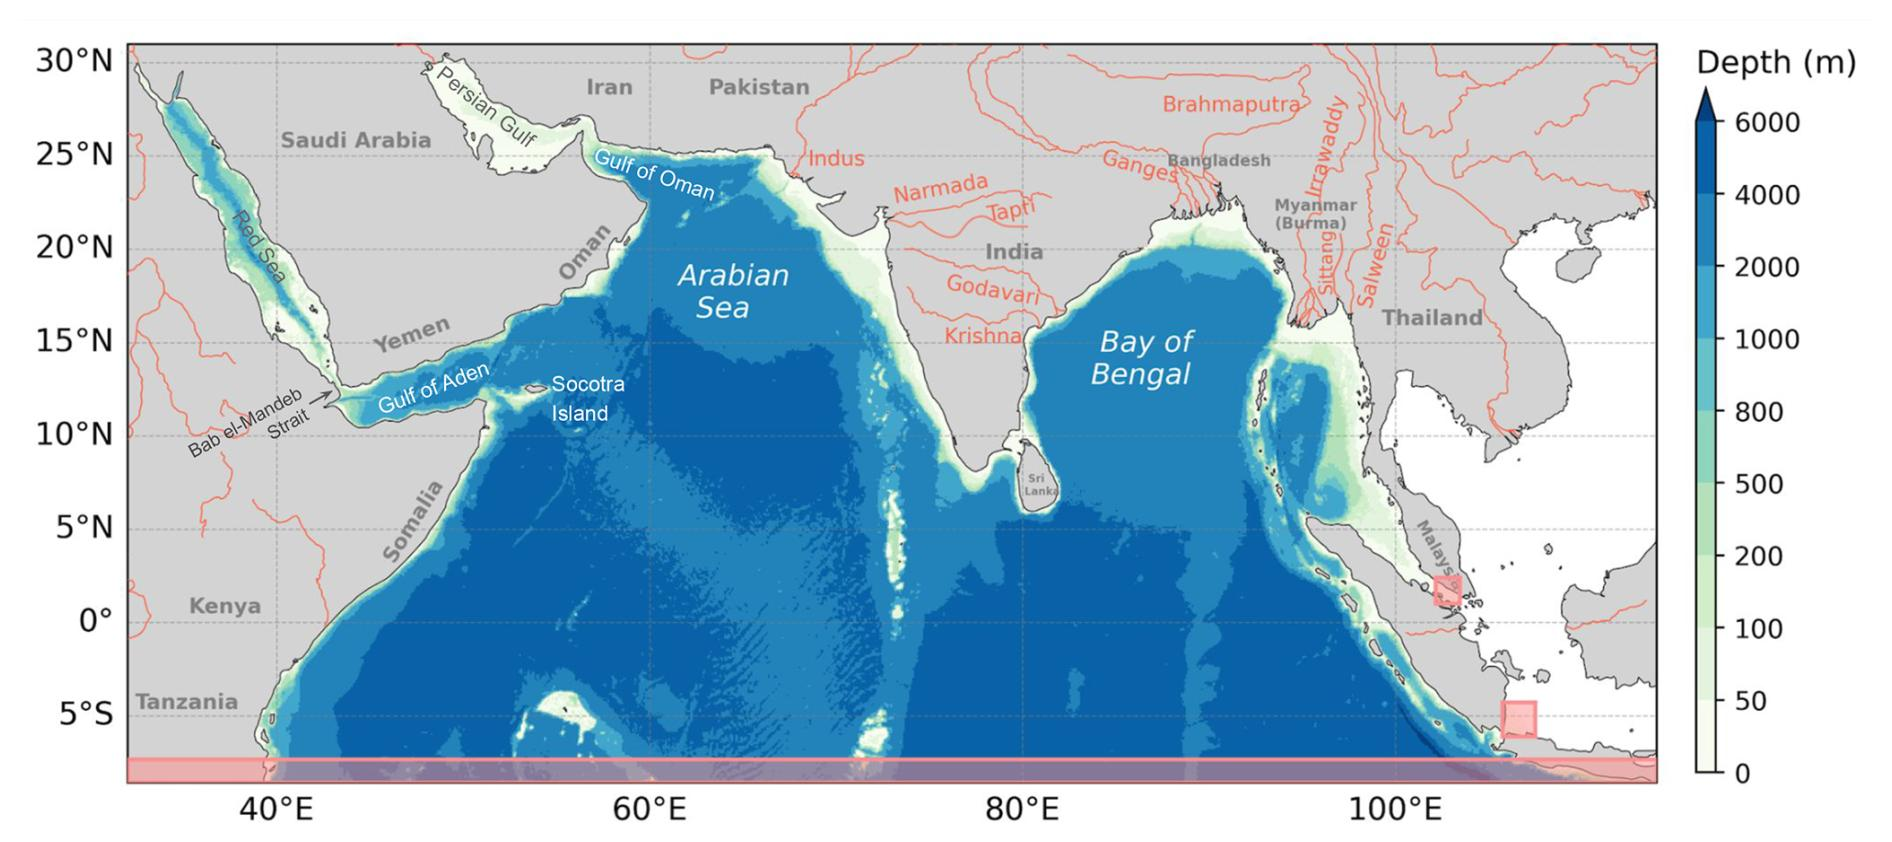 Depth (m)
30°N
25°N
20°N
15°N
10°N
5°N
0°
5°S
40°E
60°E
80°E
100°E
6000
4000
2000
1000
800
500
200
100
50
0
Persian Gulf
Iran
Pakistan
Saudi Arabia
Gulf of Oman
Indus
Brahmaputra
Irrawaddy
Ganges
Bangladesh
Narmada
Tapti
Myanmar
(Burma)
Red Sea
Oman
India
Sittang
Salween
Arabian
Sea
Godavari
Krishna
Thailand
Yemen
Bay of
Bengal
Gulf of Aden
Socotra
Island
Bab el-Mandeb
Strait
Somalia
Sri
Lanka
Kenya
Tanzania